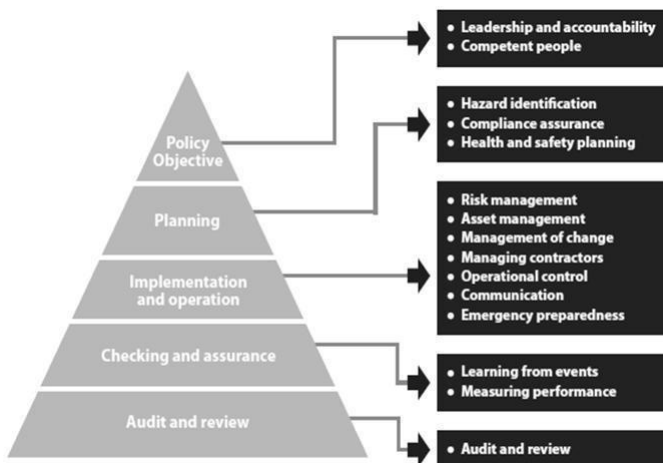 Leadership and accountability
Competent people
Policy
Objective
Hazard identification
Compliance assurance
Health and safety planning
Planning
Risk management
Asset management
Management of change
Managing contractors
Operational control
Communication
Emergency preparedness
Implementation
and operation
Checking and assurance
Learning from events
Measuring performance
Audit and review
Audit and review